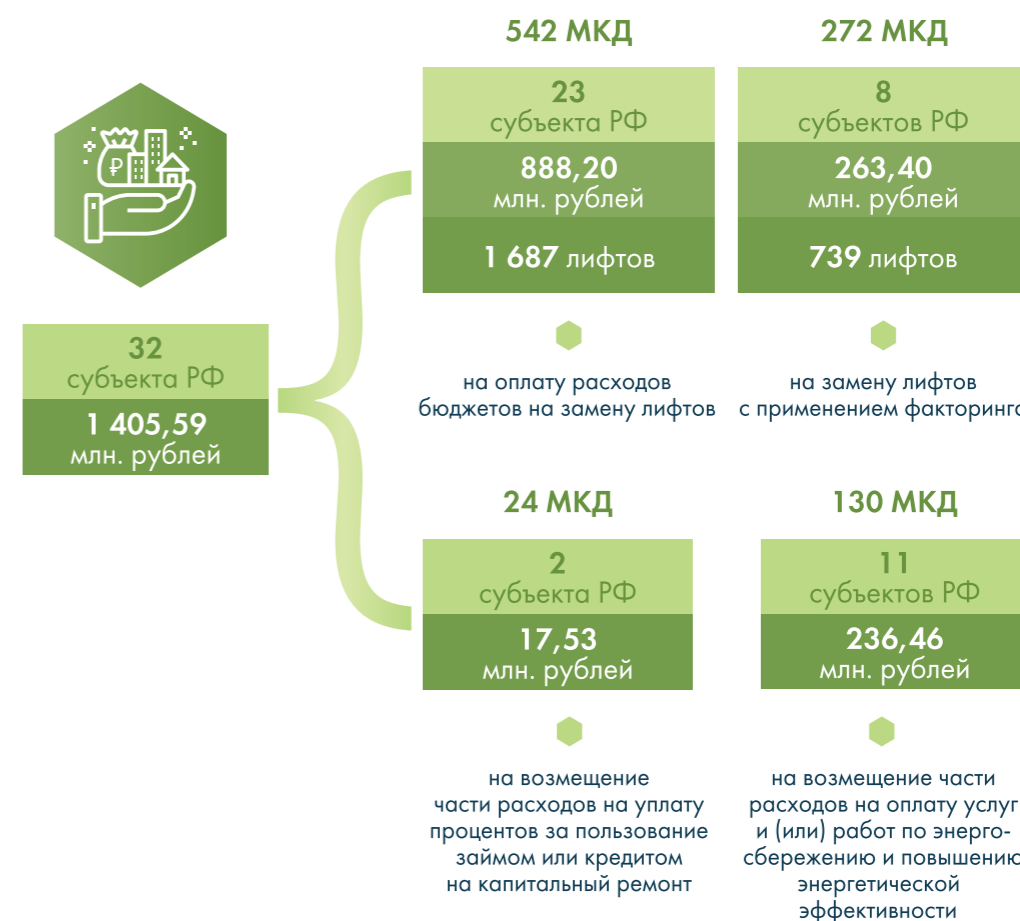 542 МКД
23
субъекта РФ
888,20
млн. рублей
1 687 лифтов
на оплату расходов
бюджетов на замену лифтов
272 МКД
8
субъектов РФ
263,40
млн. рублей
739 лифтов
на замену лифтов
с применением факторинга
₽
32
субъекта РФ
1 405,59
млн. рублей
24 МКД
2
субъекта РФ
17,53
млн. рублей
на возмещение
части расходов на уплату
процентов за пользование
займом или кредитом
на капитальный ремонт
130 МКД
11
субъектов РФ
236,46
млн. рублей
на возмещение части
расходов на оплату услуг
и (или) работ по энерго-
сбережению и повышению
энергетической
эффективности